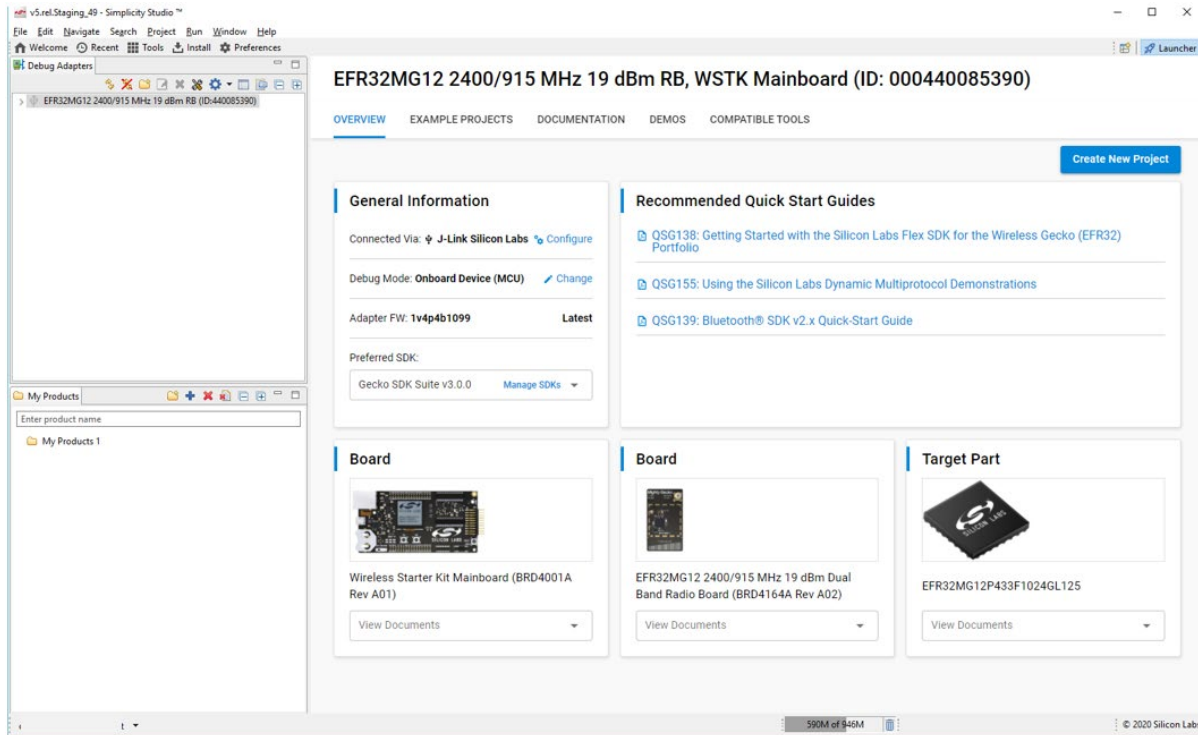 v5.rel.Staging_49 - Simplicity Studio ™
File Edit Navigate Search Project Run Window Help
Welcome Recent Tools Install Preferences
Launcher
Debug Adapters
EFR32MG12 2400/915 MHz 19 dBm RB (ID:440085390)
EFR32MG12 2400/915 MHz 19 dBm RB, WSTK Mainboard (ID: 000440085390)
OVERVIEW EXAMPLE PROJECTS DOCUMENTATION DEMOS COMPATIBLE TOOLS
Create New Project
General Information
Connected Via: J-Link Silicon Labs Configure
Debug Mode: Onboard Device (MCU) Change
Adapter FW: 1v4p4b1099 Latest
Preferred SDK:
Gecko SDK Suite v3.0.0 Manage SDKs
Recommended Quick Start Guides
QSG138: Getting Started with the Silicon Labs Flex SDK for the Wireless Gecko (EFR32)
Portfolio
QSG155: Using the Silicon Labs Dynamic Multiprotocol Demonstrations
QSG139: Bluetooth® SDK v2.x Quick-Start Guide
My Products
Enter product name
My Products 1
Board
Wireless Starter Kit Mainboard (BRD4001A
Rev A01)
View Documents
Board
EFR32MG12 2400/915 MHz 19 dBm Dual
Band Radio Board (BRD4164A Rev A02)
View Documents
Target Part
SILICON LABS
EFR32MG12P433F1024GL125
View Documents
590M of 946M
© 2020 Silicon Labs